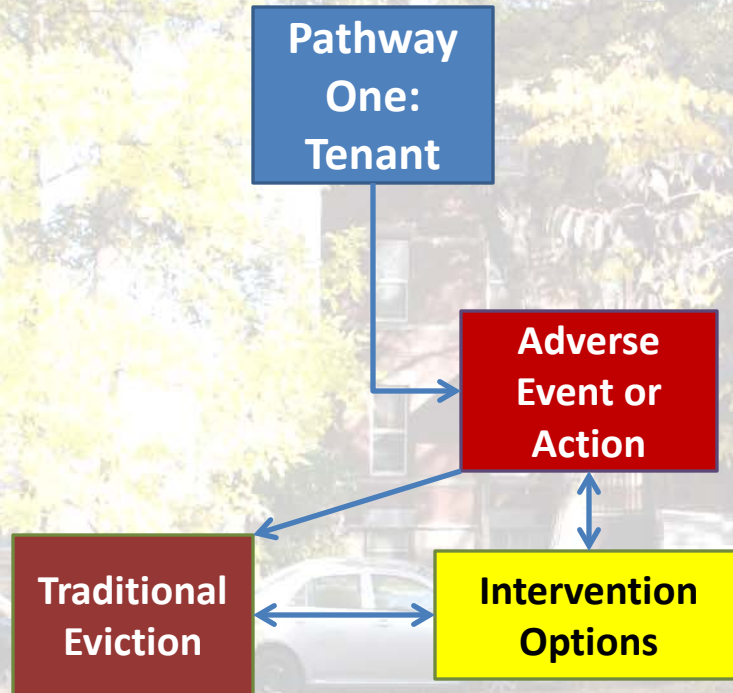 Pathway
One:
Tenant
Adverse
Event or
Action
Traditional
Eviction
Intervention
Options